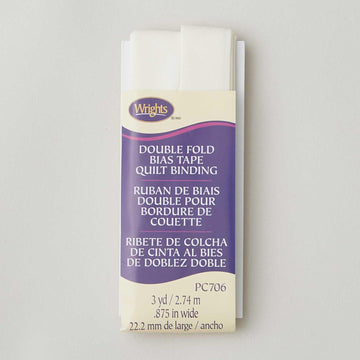 Wrights
DOUBLE FOLD
BIAS TAPE
QUILT BINDING
RUBAN DE BIAIS
DOUBLE POUR
BORDURE DE
COUETTE
RIBETE DE COLCHA
DE CINTA AL BIES
DE DOBLEZ DOBLE
PC706
3 yd / 2.74 m
.875 in wide
22.2 mm de large / ancho